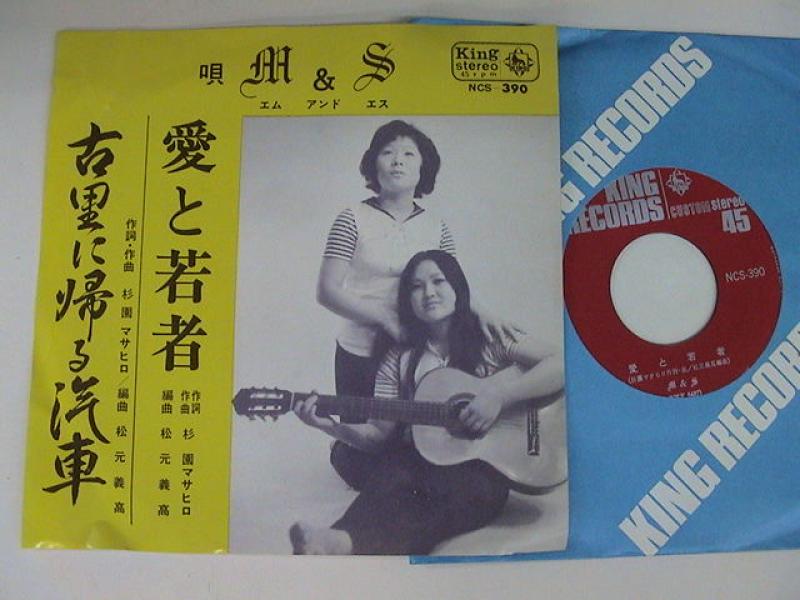 唄 M & S
エム アンド エス
King
stereo
45 rpm
NCS-390
愛と若者
作詞
作曲 杉園マサヒロ
編曲 松元義高
古里に帰る汽車
作詞・作曲 杉園マサヒロ/編曲 松元義高
KING RECORDS
KING
RECORDS
CUSTOM stereo
45
NCS-390
愛と若者
M & S
KING RECORD